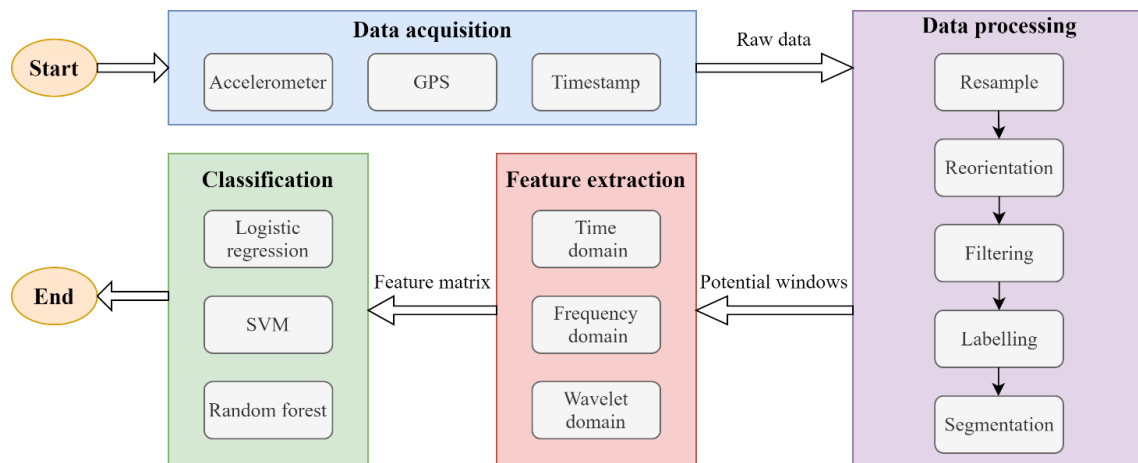 Start
Data acquisition
Accelerometer
GPS
Timestamp
Raw data
Data processing
Resample
Reorientation
Filtering
Labelling
Segmentation
Potential windows
Feature extraction
Time
domain
Frequency
domain
Wavelet
domain
Feature matrix
Classification
Logistic
regression
SVM
Random forest
End